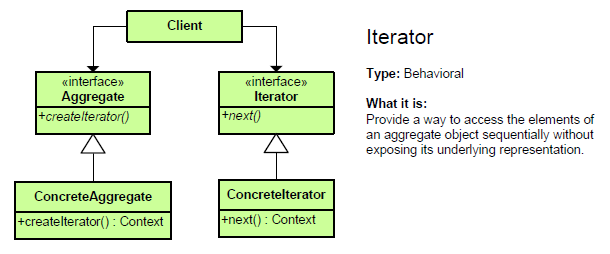 Client
«interface»
Aggregate
+createIterator()
«interface»
Iterator
+next()
ConcreteAggregate
+createIterator() : Context
ConcreteIterator
+next() : Context
Iterator
Type: Behavioral
What it is:
Provide a way to access the elements of
an aggregate object sequentially without
exposing its underlying representation.